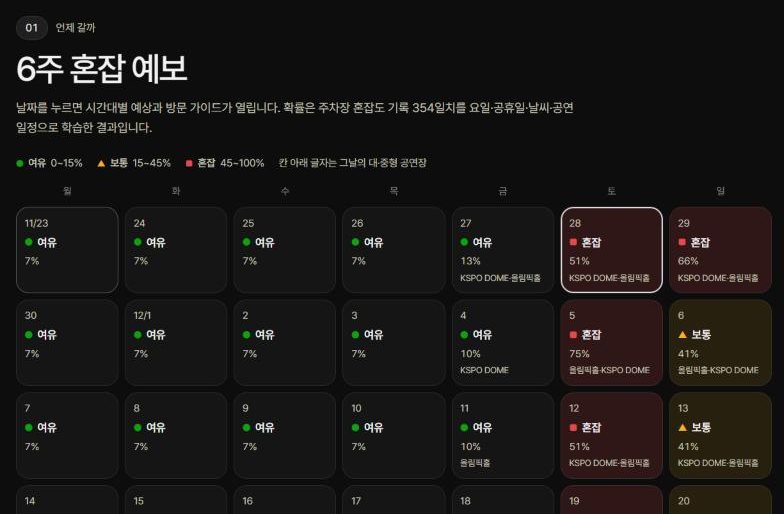 01 언제 갈까
6주 혼잡 예보
날짜를 누르면 시간대별 예상과 방문 가이드가 열립니다. 확률은 주차장 혼잡도 기록 354일치를 요일·공휴일·날씨·공연
일정으로 학습한 결과입니다.
여유 0~15% 보통 15~45% 혼잡 45~100% 칸 아래 글자는 그날의 대·중형 공연장
월 화 수 목 금 토 일
11/23 24 25 26 27 28 29
여유 여유 여유 여유 여유 혼잡 혼잡
7% 7% 7% 7% 13% 51% 66%
KSPO DOME·올림픽홀 KSPO DOME·올림픽홀 KSPO DOME·올림픽홀
30 12/1 2 3 4 5 6
여유 여유 여유 여유 여유 혼잡 보통
7% 7% 7% 7% 10% 75% 41%
KSPO DOME 올림픽홀·KSPO DOME 올림픽홀·KSPO DOME
7 8 9 10 11 12 13
여유 여유 여유 여유 여유 혼잡 보통
7% 7% 7% 7% 10% 51% 41%
올림픽홀 KSPO DOME·올림픽홀 KSPO DOME·올림픽홀
14 15 16 17 18 19 20